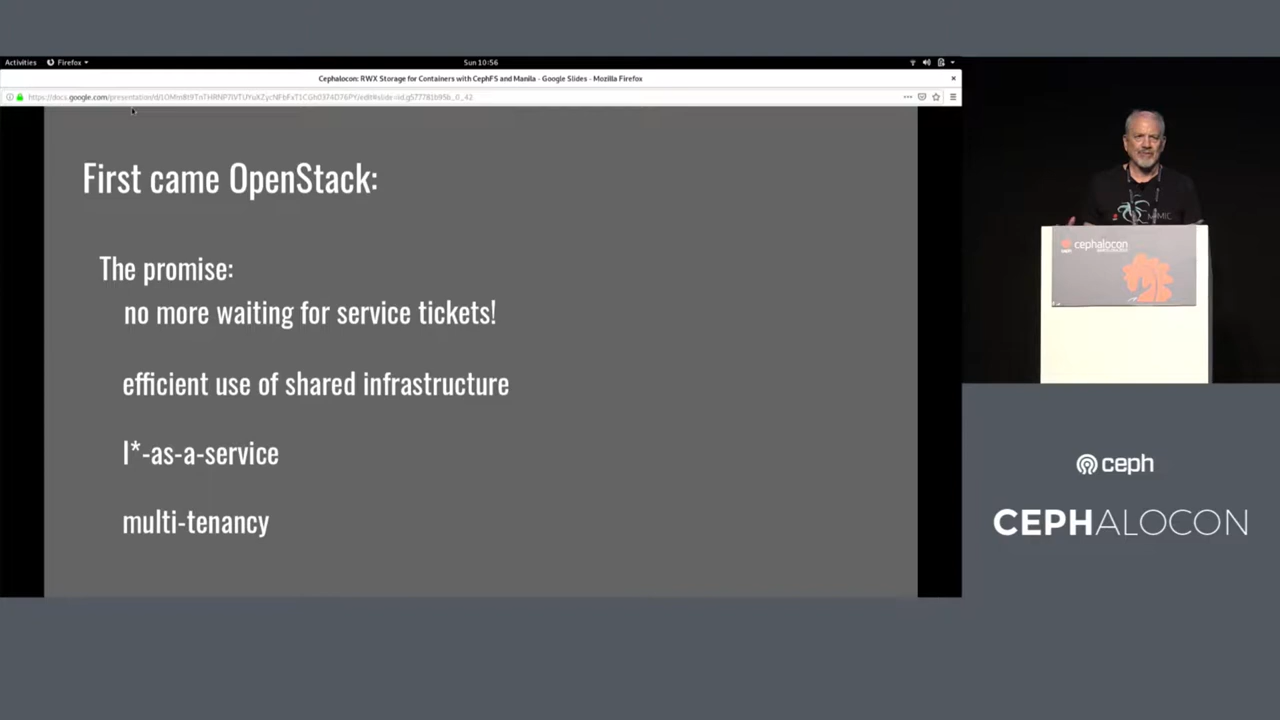 Activities
Firefox
Sun 10:56
Cephalocon: RWX Storage for Containers with CephFS and Manila - Google Slides - Mozilla Firefox
First came OpenStack:
The promise:
no more waiting for service tickets!
efficient use of shared infrastructure
I*-as-a-service
multi-tenancy
MIMIC
cephalocon
ceph
CEPHALOCON